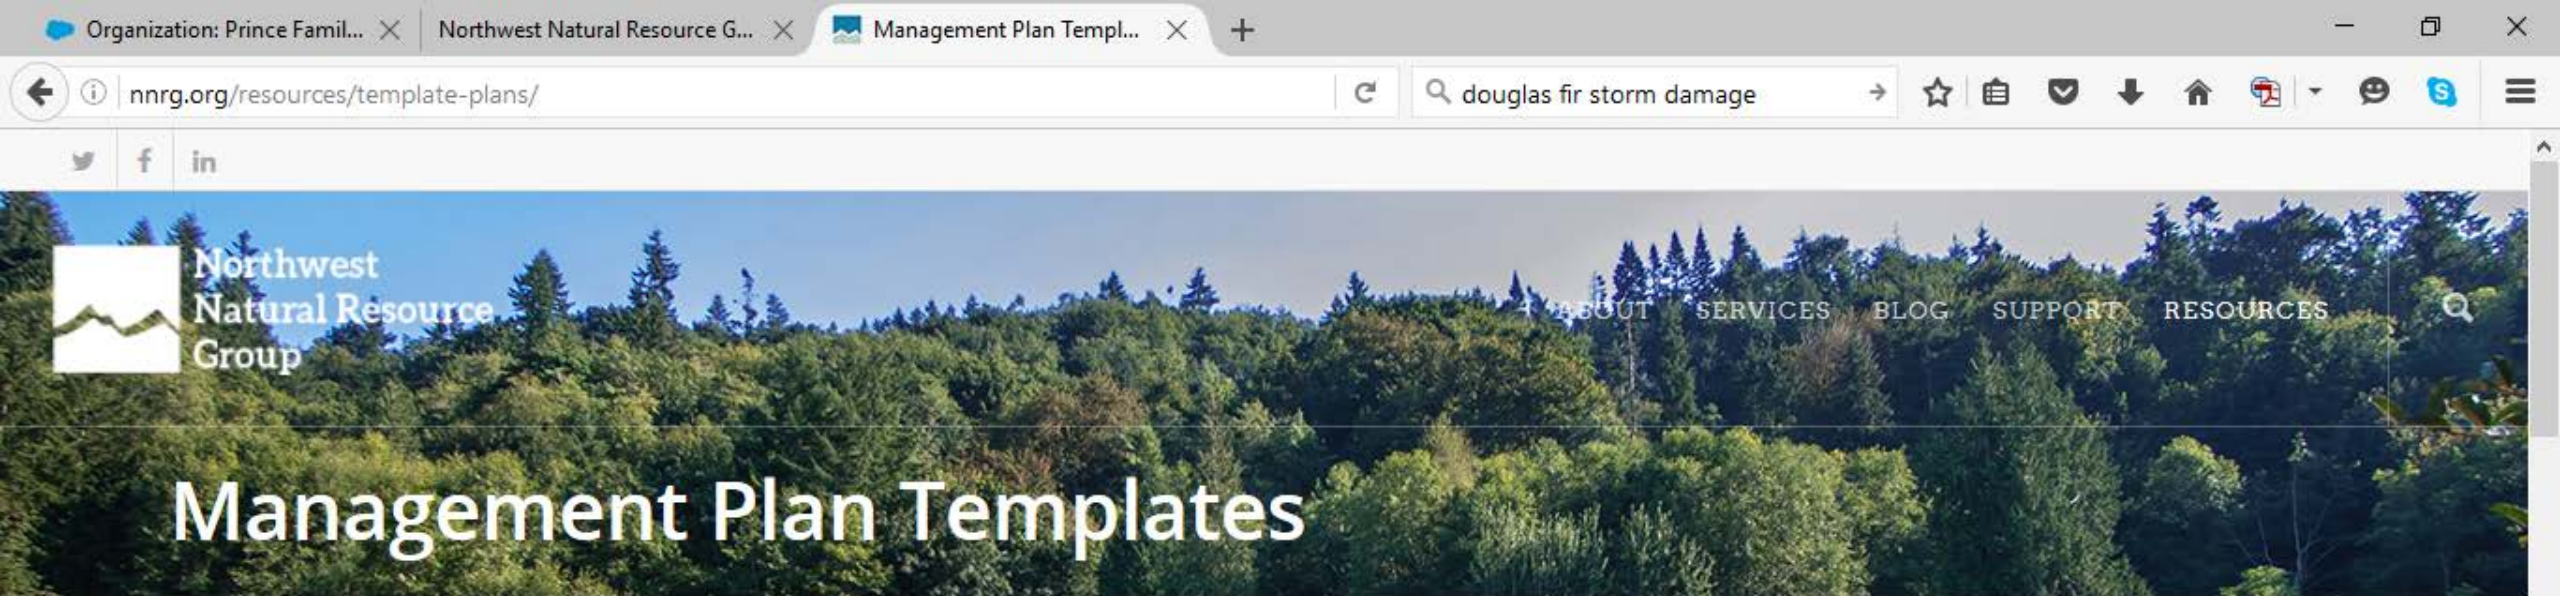 Organization: Prince Famil...
Northwest Natural Resource G...
Management Plan Templ...
nnrg.org/resources/template-plans/
douglas fir storm damage
f
in
Northwest
Natural Resource
Group
ABOUT SERVICES BLOG SUPPORT RESOURCES
Management Plan Templates